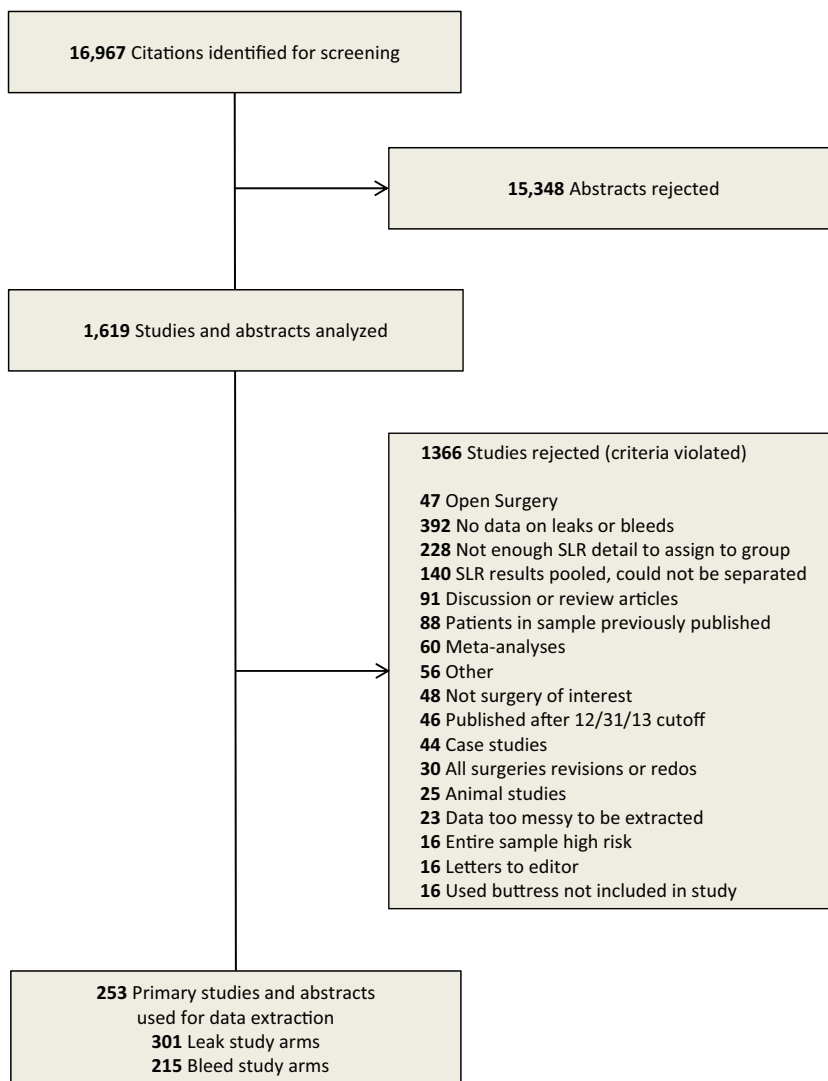 16,967 Citations identified for screening
15,348 Abstracts rejected
1,619 Studies and abstracts analyzed
1366 Studies rejected (criteria violated)
47 Open Surgery
392 No data on leaks or bleeds
228 Not enough SLR detail to assign to group
140 SLR results pooled, could not be separated
91 Discussion or review articles
88 Patients in sample previously published
60 Meta-analyses
56 Other
48 Not surgery of interest
46 Published after 12/31/13 cutoff
44 Case studies
30 All surgeries revisions or redos
25 Animal studies
23 Data too messy to be extracted
16 Entire sample high risk
16 Letters to editor
16 Used buttress not included in study
253 Primary studies and abstracts
used for data extraction
301 Leak study arms
215 Bleed study arms